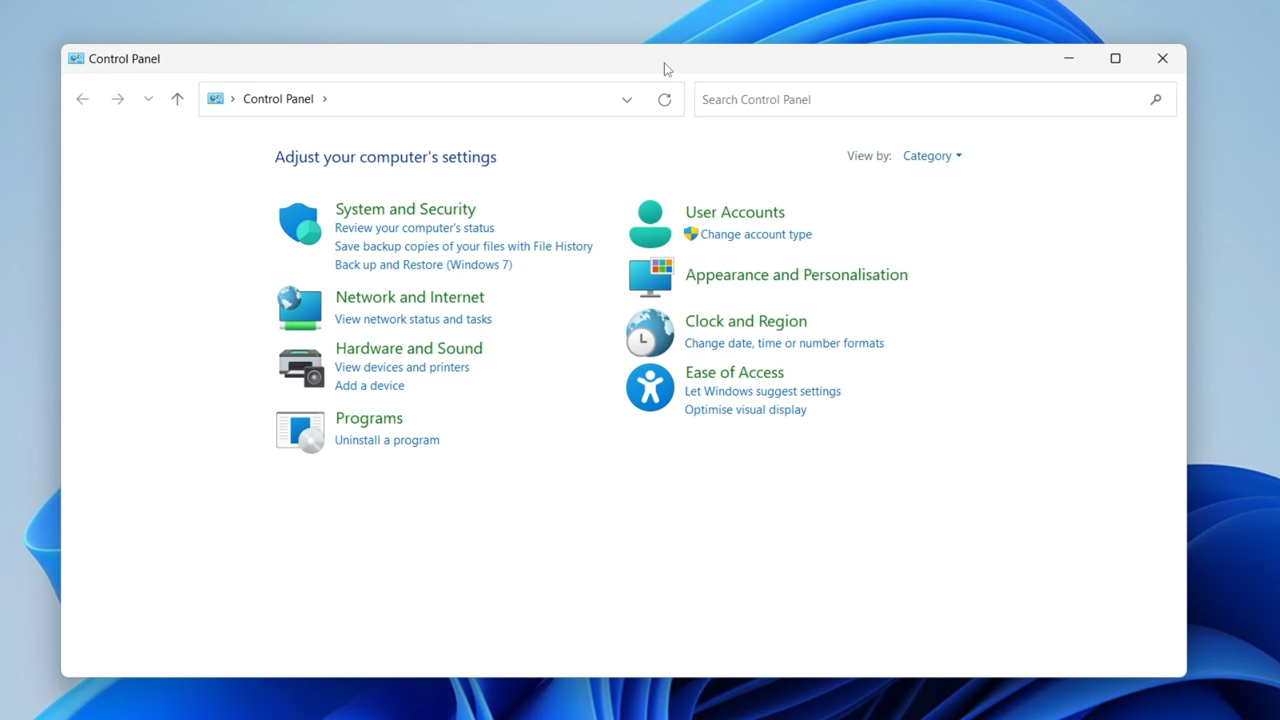 Control Panel
Control Panel
Search Control Panel
Adjust your computer's settings
View by: Category
System and Security
Review your computer's status
Save backup copies of your files with File History
Back up and Restore (Windows 7)
Network and Internet
View network status and tasks
Hardware and Sound
View devices and printers
Add a device
Programs
Uninstall a program
User Accounts
Change account type
Appearance and Personalisation
Clock and Region
Change date, time or number formats
Ease of Access
Let Windows suggest settings
Optimise visual display